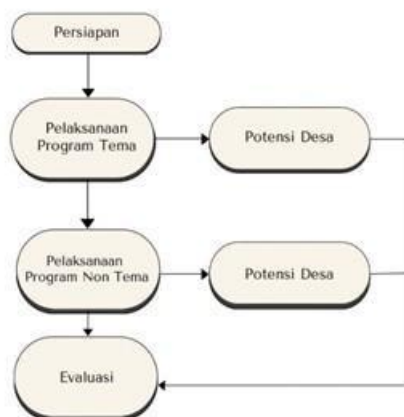 Persiapan
Pelaksanaan
Program Tema
Potensi Desa
Pelaksanaan
Program Non Tema
Potensi Desa
Evaluasi